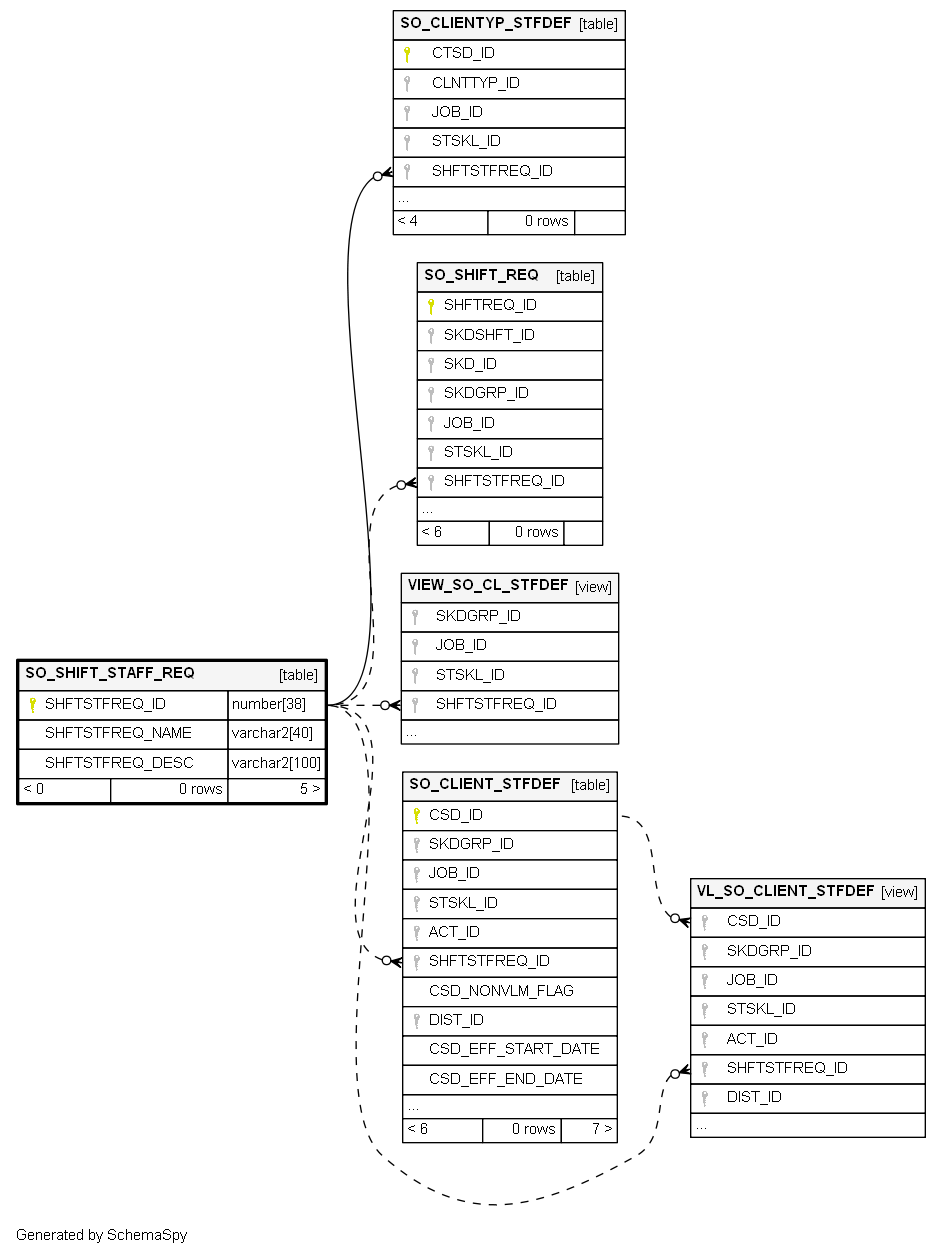 SO_CLIENTYP_STFDEF [table]
CTSD_ID
CLNTTYP_ID
JOB_ID
STSKL_ID
SHFTSTFREQ_ID
...
< 4 0 rows
SO_SHIFT_REQ [table]
SHFTREQ_ID
SKDSHFT_ID
SKD_ID
SKDGRP_ID
JOB_ID
STSKL_ID
SHFTSTFREQ_ID
...
< 6 0 rows
VIEW_SO_CL_STFDEF [view]
SKDGRP_ID
JOB_ID
STSKL_ID
SHFTSTFREQ_ID
...
SO_SHIFT_STAFF_REQ [table]
SHFTSTFREQ_ID number[38]
SHFTSTFREQ_NAME varchar2[40]
SHFTSTFREQ_DESC varchar2[100]
< 0 0 rows 5 >
SO_CLIENT_STFDEF [table]
CSD_ID
SKDGRP_ID
JOB_ID
STSKL_ID
ACT_ID
SHFTSTFREQ_ID
CSD_NONVLM_FLAG
DIST_ID
CSD_EFF_START_DATE
CSD_EFF_END_DATE
...
< 6 0 rows 7 >
VL_SO_CLIENT_STFDEF [view]
CSD_ID
SKDGRP_ID
JOB_ID
STSKL_ID
ACT_ID
SHFTSTFREQ_ID
DIST_ID
...
Generated by SchemaSpy